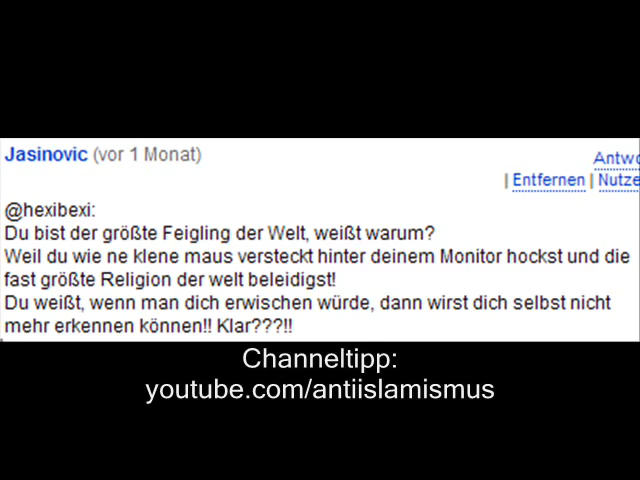 Jasinovic (vor 1 Monat)
Antwo
| Entfernen | Nutze
@hexibexi:
Du bist der größte Feigling der Welt, weißt warum?
Weil du wie ne klene maus versteckt hinter deinem Monitor hockst und die
fast größte Religion der welt beleidigst!
Du weißt, wenn man dich erwischen würde, dann wirst dich selbst nicht
mehr erkennen können!! Klar???!!
Channeltipp:
youtube.com/antiislamismus